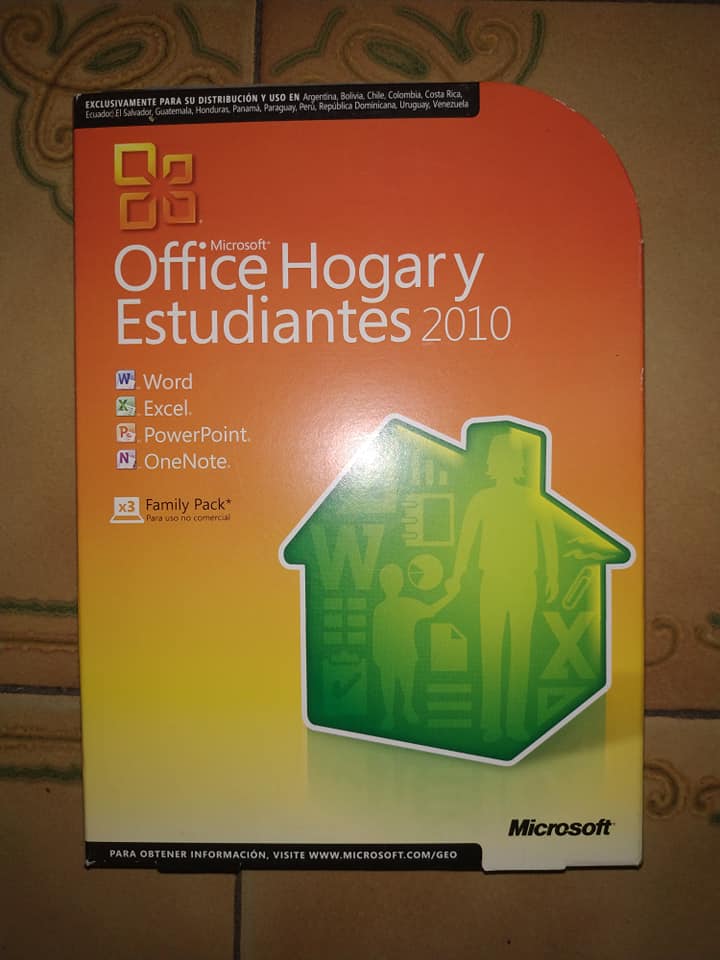 EXCLUSIVAMENTE PARA SU DISTRIBUCIÓN Y USO EN Argentina, Bolivia, Chile, Colombia, Costa Rica,
Ecuador, El Salvador, Guatemala, Honduras, Panamá, Paraguay, Perú, República Dominicana, Uruguay, Venezuela
Microsoft®
Office Hogar y
Estudiantes 2010
W Word
X Excel®
P PowerPoint®
N OneNote®
x3 Family Pack*
Para uso no comercial
W
X
Microsoft®
PARA OBTENER INFORMACIÓN, VISITE WWW.MICROSOFT.COM/GEO